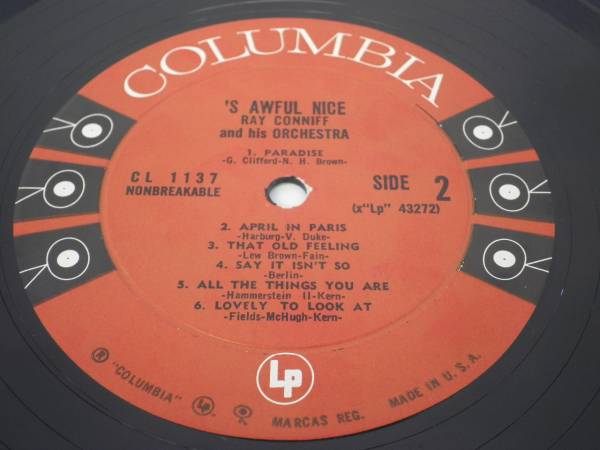 COLUMBIA
'S AWFUL NICE
RAY CONNIFF
and his ORCHESTRA
1. PARADISE
-G. Clifford-N. H. Brown-
CL 1137
NONBREAKABLE
SIDE 2
(x"Lp" 43272)
2. APRIL IN PARIS
-Harburg-V. Duke-
3. THAT OLD FEELING
-Lew Brown-Fain-
4. SAY IT ISN'T SO
-Berlin-
5. ALL THE THINGS YOU ARE
-Hammerstein II-Kern-
6. LOVELY TO LOOK AT
-Fields-McHugh-Kern-
LP
® "COLUMBIA" LP MARCAS REG. MADE IN U.S.A.